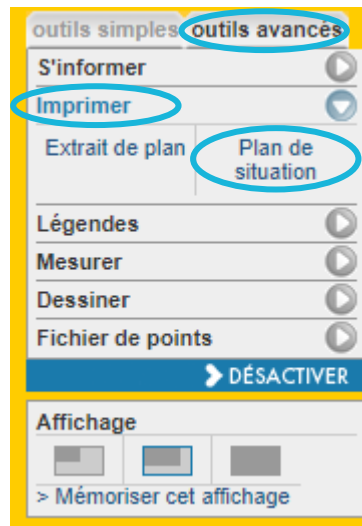 outils simples outils avancés
S'informer
Imprimer
Extrait de plan Plan de
situation
Légendes
Mesurer
Dessiner
Fichier de points
DÉSACTIVER
Affichage
> Mémoriser cet affichage